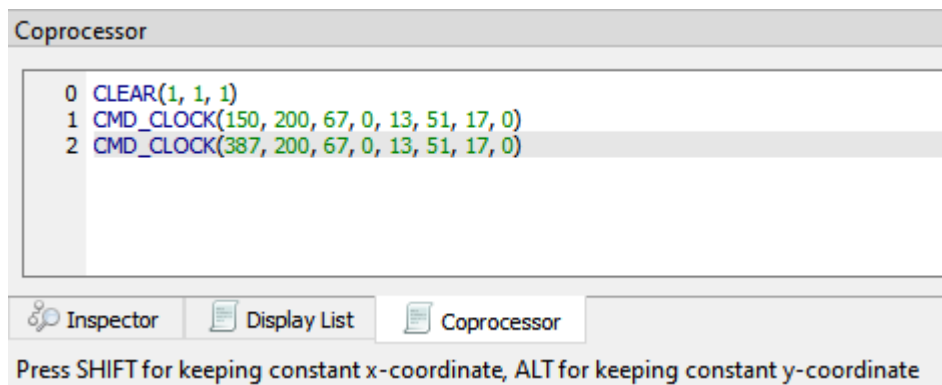 Coprocessor
0 CLEAR(1, 1, 1)
1 CMD_CLOCK(150, 200, 67, 0, 13, 51, 17, 0)
2 CMD_CLOCK(387, 200, 67, 0, 13, 51, 17, 0)
Inspector Display List Coprocessor
Press SHIFT for keeping constant x-coordinate, ALT for keeping constant y-coordinate